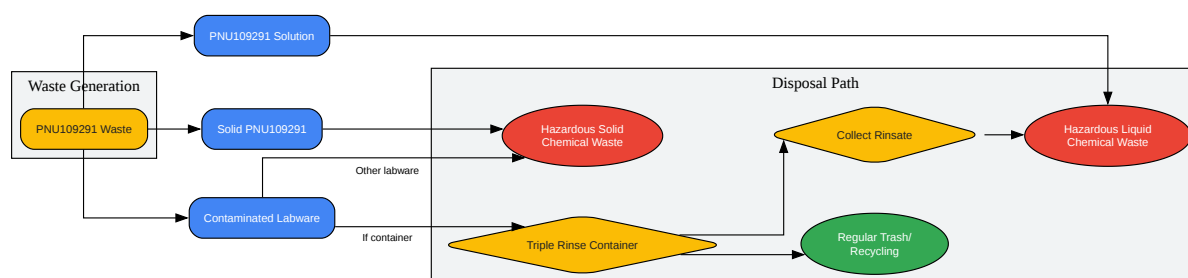 PNU109291 Solution
Waste Generation
Disposal Path
PNU109291 Waste
Solid PNU109291
Hazardous Solid
Chemical Waste
Collect Rinsate
Hazardous Liquid
Chemical Waste
Other labware
Contaminated Labware
If container
Triple Rinse Container
Regular Trash/
Recycling